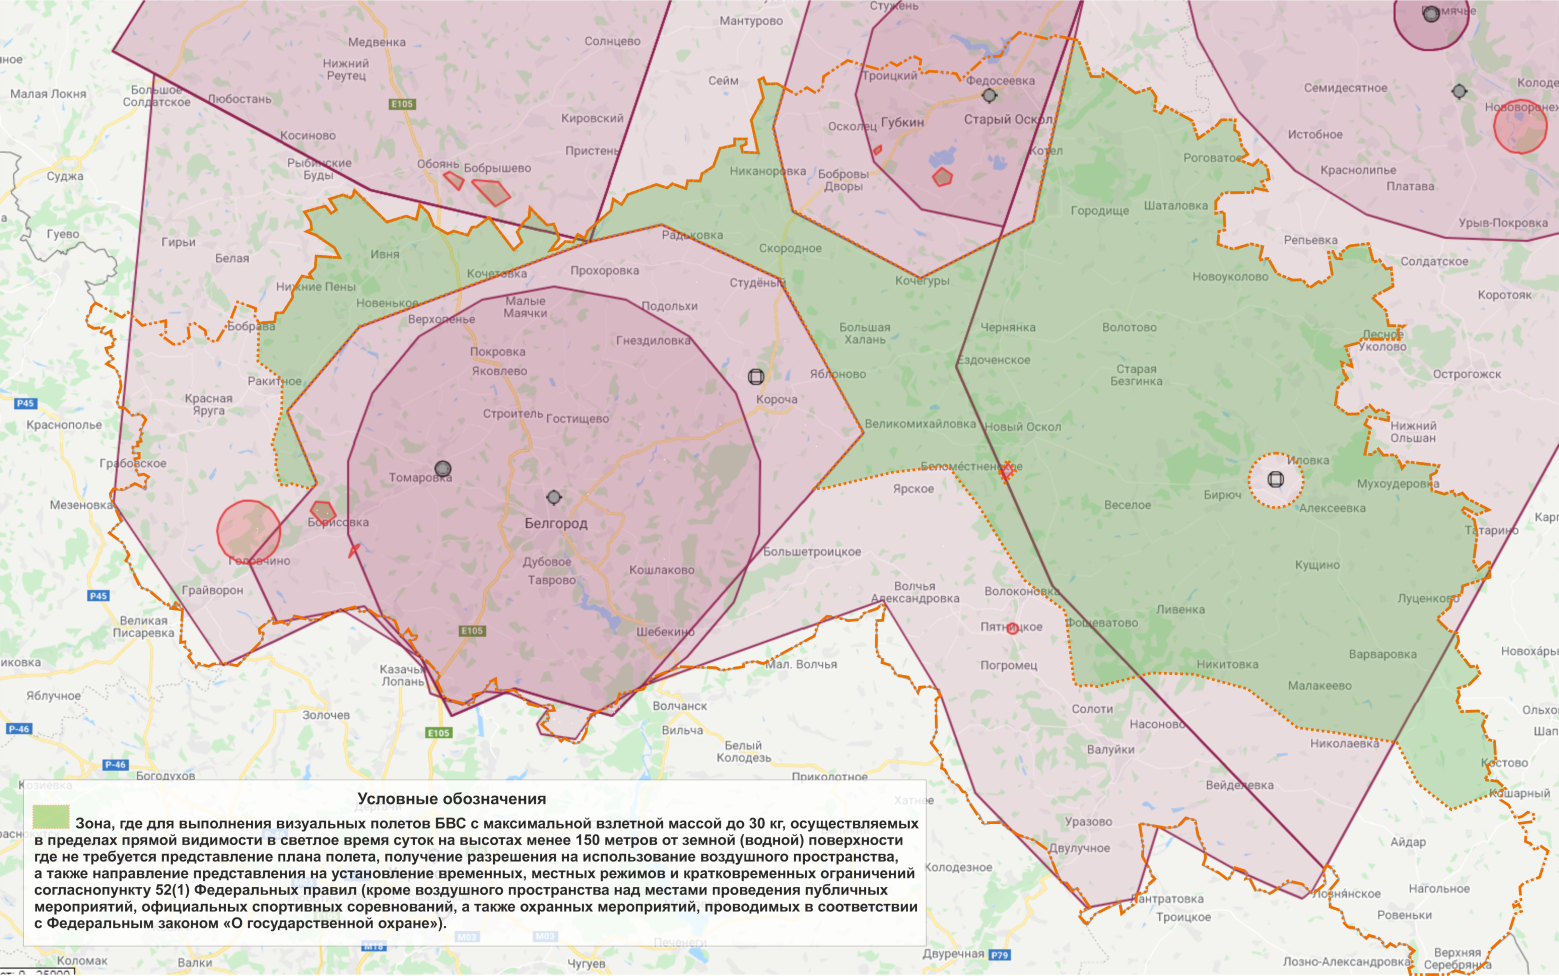 Стужень
Мантурово
Солнцево
Медвенка
Нижний
Реутец
Малая Локня
Большое
Солдатское
Любостань
E105
Сейм
Троицкий
Федосеевка
Семидесятное
Кировский
Косиново
Осколец
Губкин
Старый Оскол
Истобное
Пристень
Рыбинские
Буды
Обоянь
Бобрышево
Котел
Роговатое
Суджа
Никаноровка
Бобровы
Дворы
Краснолипье
Платава
Городище
Шаталовка
Урыв-Покровка
Гуево
Гирьи
Белая
Ивня
Радьковка
Скородное
Репьевка
Солдатское
Прохоровка
Кочетовка
Студёный
Кочегуры
Новоуколово
Нижние Пены
Новенькое
Малые
Маячки
Подольхи
Коротояк
Бобрава
Верхопенье
Большая
Халань
Чернянка
Волотово
Лесное
Уколово
Гнездиловка
Покровка
Яковлево
Ездоченское
Яблоново
Старая
Безгинка
Острогожск
Ракитное
P45
Красная
Яруга
Короча
Строитель
Гостищево
Краснополье
Великомихайловка
Новый Оскол
Нижний
Ольшан
Грабовское
Беломестненское
Иловка
Томаровка
Ярское
Бирюч
Мухоудеровка
Мезеновка
Веселое
Алексеевка
Борисовка
Белгород
Татарино
Большетроицкое
Головчино
Дубовое
Таврово
Кошлаково
Кущино
Грайворон
Волчья
Александровка
Волоконовка
Луценково
P45
Великая
Писаревка
Ливенка
E105
Шебекино
Пятницкое
Фощеватово
Варваровка
Казачья
Лопань
Мал. Волчья
Погромец
Никитовка
Яблучное
Малакеево
Золочев
Волчанск
Солоти
Насоново
P-46
E105
Вильча
Белый
Колодезь
Валуйки
Николаевка
P-46
Богодухов
Приколотное
Вейделевка
Уразово
Айдар
Двулучное
Колодезное
Нагольное
Троицкое
Ровеньки
Двуречная
P79
Лозно-Александровка
Верхняя
Серебрянка
Коломак
Валки
Чугуев
Печенеги
M03
M03
M18
Условные обозначения
Зона, где для выполнения визуальных полетов БВС с максимальной взлетной массой до 30 кг, осуществляемых
в пределах прямой видимости в светлое время суток на высотах менее 150 метров от земной (водной) поверхности
где не требуется представление плана полета, получение разрешения на использование воздушного пространства,
а также направление представления на установление временных, местных режимов и кратковременных ограничений
согласнопункту 52(1) Федеральных правил (кроме воздушного пространства над местами проведения публичных
мероприятий, официальных спортивных соревнований, а также охранных мероприятий, проводимых в соответствии
с Федеральным законом «О государственной охране»).